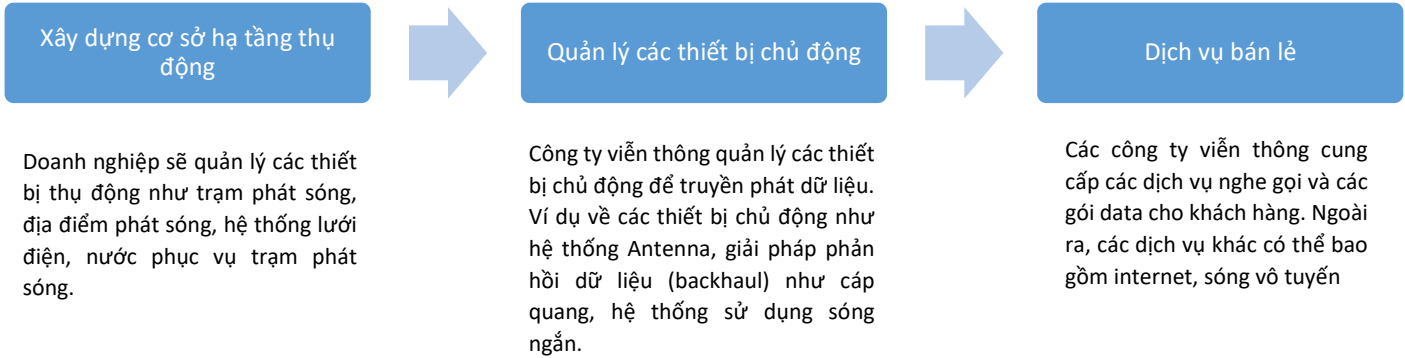 Xây dựng cơ sở hạ tầng thụ
động
Doanh nghiệp sẽ quản lý các thiết
bị thụ động như trạm phát sóng,
địa điểm phát sóng, hệ thống lưới
điện, nước phục vụ trạm phát
sóng.
Quản lý các thiết bị chủ động
Công ty viễn thông quản lý các thiết
bị chủ động để truyền phát dữ liệu.
Ví dụ về các thiết bị chủ động như
hệ thống Antenna, giải pháp phản
hồi dữ liệu (backhaul) như cáp
quang, hệ thống sử dụng sóng
ngắn.
Dịch vụ bán lẻ
Các công ty viễn thông cung
cấp các dịch vụ nghe gọi và các
gói data cho khách hàng. Ngoài
ra, các dịch vụ khác có thể bao
gồm internet, sóng vô tuyến